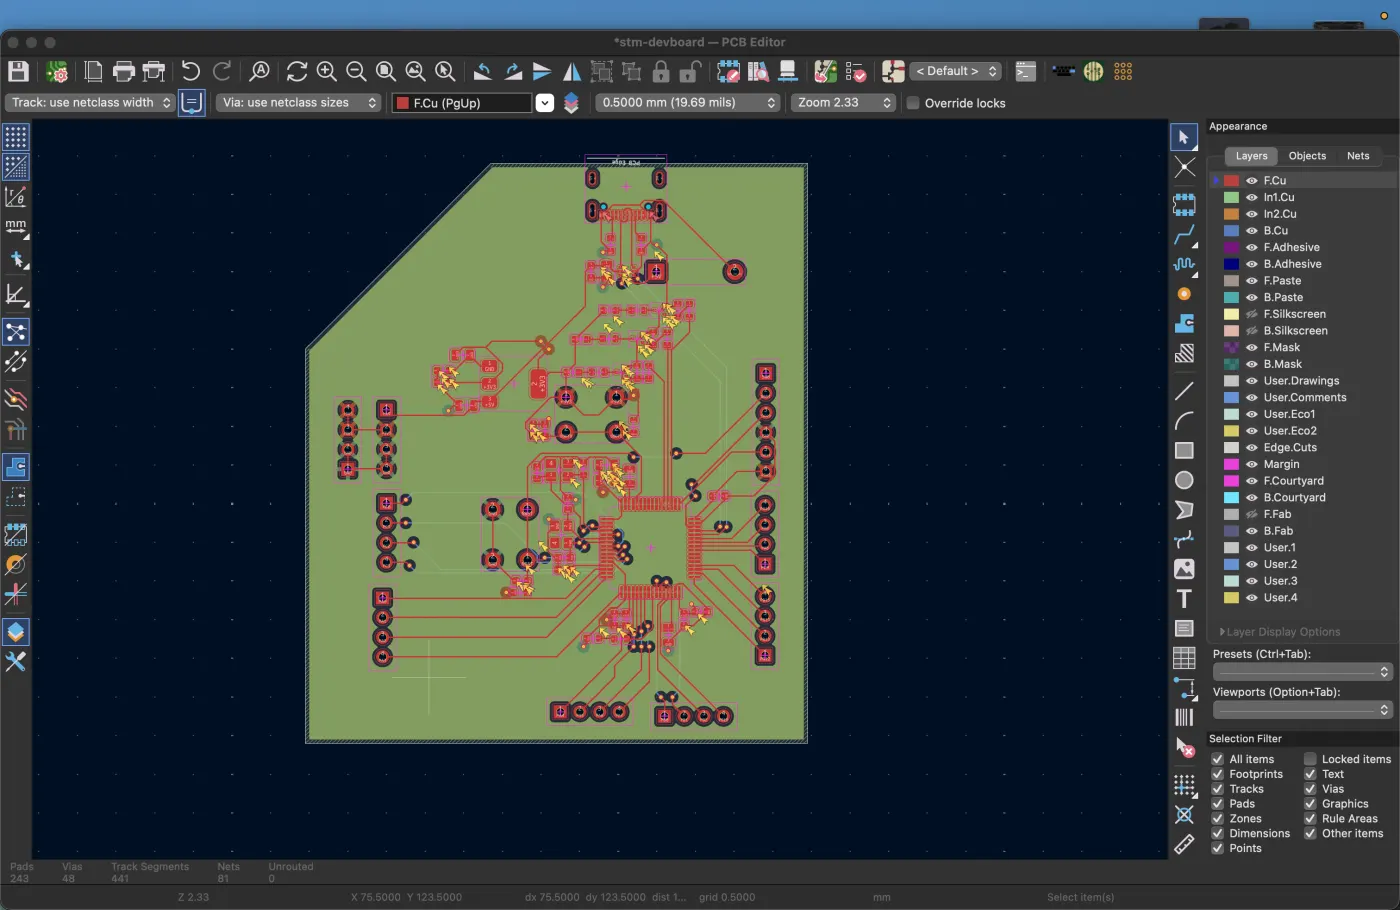 *stm-devboard — PCB Editor
< Default >
Track: use netclass width
Via: use netclass sizes
F.Cu (PgUp)
0.5000 mm (19.69 mils)
Zoom 2.33
Override locks
mm
PCB Edge
GND
+3V3
Appearance
Layers
Objects
Nets
F.Cu
In1.Cu
In2.Cu
B.Cu
F.Adhesive
B.Adhesive
F.Paste
B.Paste
F.Silkscreen
B.Silkscreen
F.Mask
B.Mask
User.Drawings
User.Comments
User.Eco1
User.Eco2
Edge.Cuts
Margin
F.Courtyard
B.Courtyard
F.Fab
B.Fab
User.1
User.2
User.3
User.4
Layer Display Options
Presets (Ctrl+Tab):
Viewports (Option+Tab):
Selection Filter
All items
Locked items
Footprints
Text
Tracks
Vias
Pads
Graphics
Zones
Rule Areas
Dimensions
Other items
Points
Pads
Vias
Track Segments
Nets
Unrouted
243
48
441
81
0
Z 2.33
X 75.5000 Y 123.5000
dx 75.5000 dy 123.5000 dist 1...
grid 0.5000
mm
Select item(s)